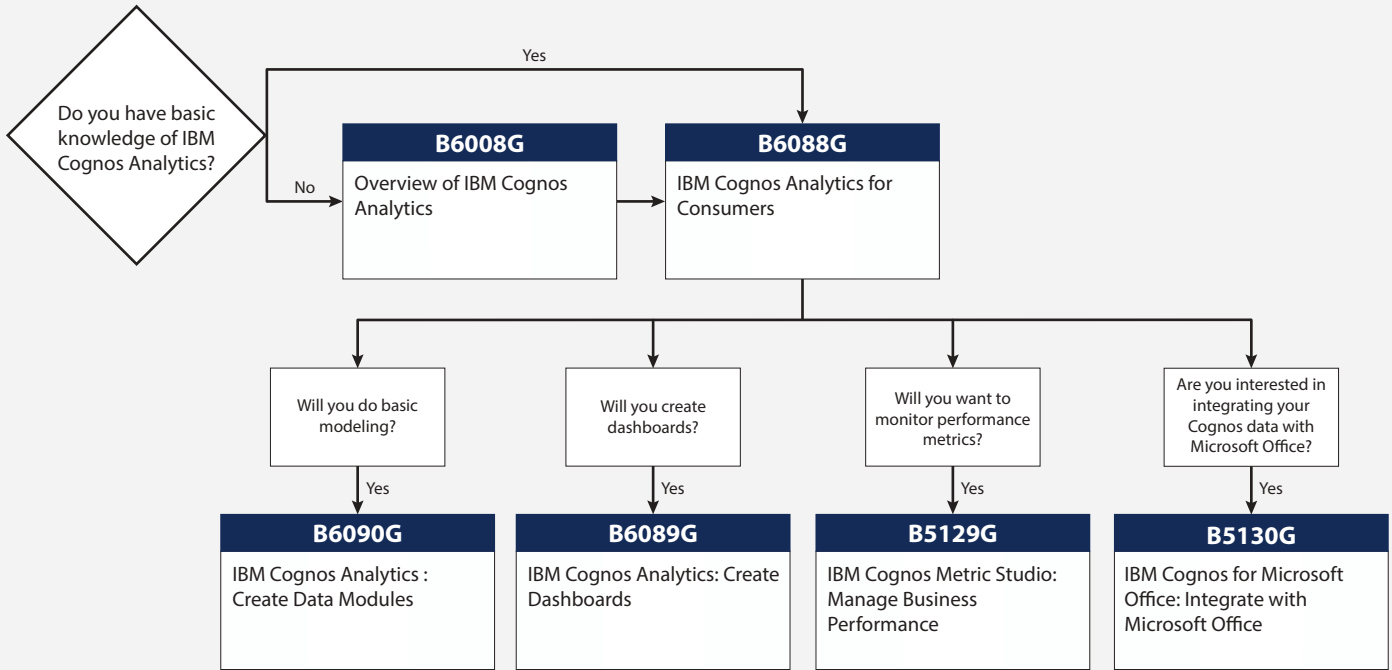 Yes
Do you have basic
knowledge of IBM
Cognos Analytics?
No
B6008G
Overview of IBM Cognos
Analytics
B6088G
IBM Cognos Analytics for
Consumers
Will you do basic
modeling?
Will you create
dashboards?
Will you want to
monitor performance
metrics?
Are you interested in
integrating your
Cognos data with
Microsoft Office?
Yes
Yes
Yes
Yes
B6090G
IBM Cognos Analytics :
Create Data Modules
B6089G
IBM Cognos Analytics: Create
Dashboards
B5129G
IBM Cognos Metric Studio:
Manage Business
Performance
B5130G
IBM Cognos for Microsoft
Office: Integrate with
Microsoft Office